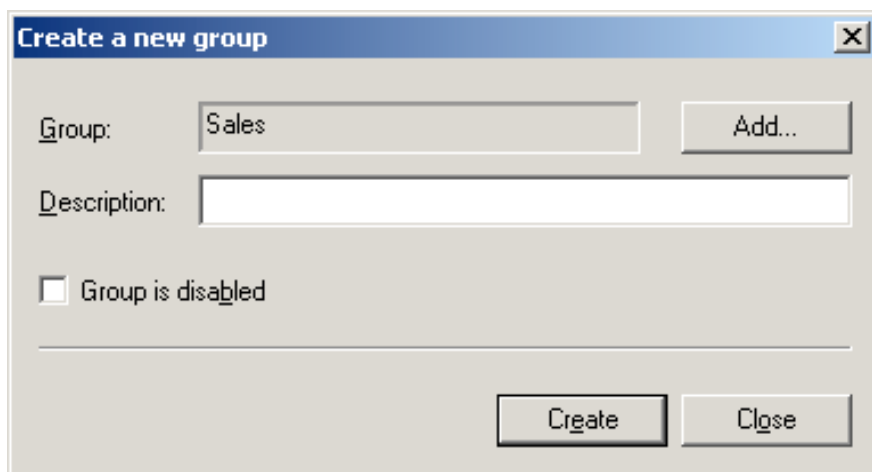 Create a new group
Group: Sales Add...
Description:
Group is disabled
Create Close